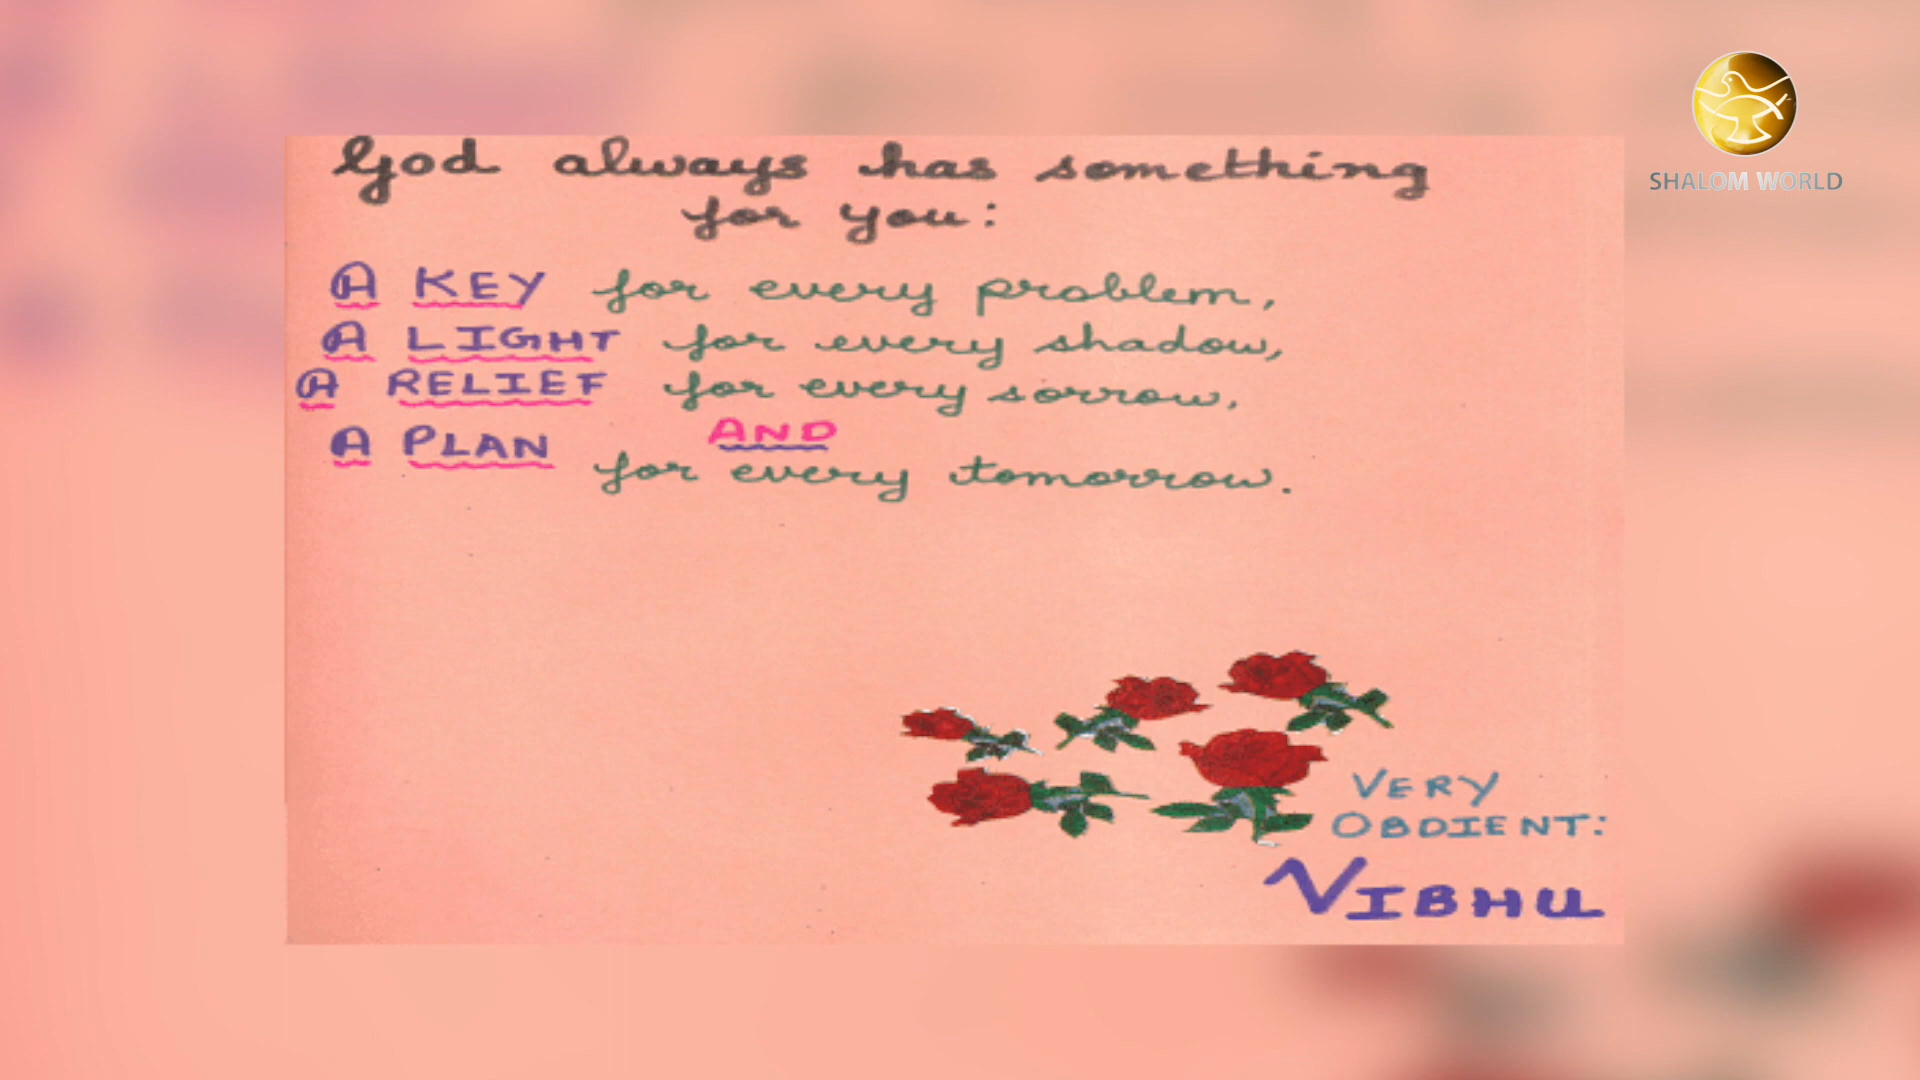 God always has something
for you:
A KEY for every problem,
A LIGHT for every shadow,
A RELIEF for every sorrow,
AND
A PLAN for every tomorrow.
VERY
OBDIENT:
VIBHU
SHALOM WORLD